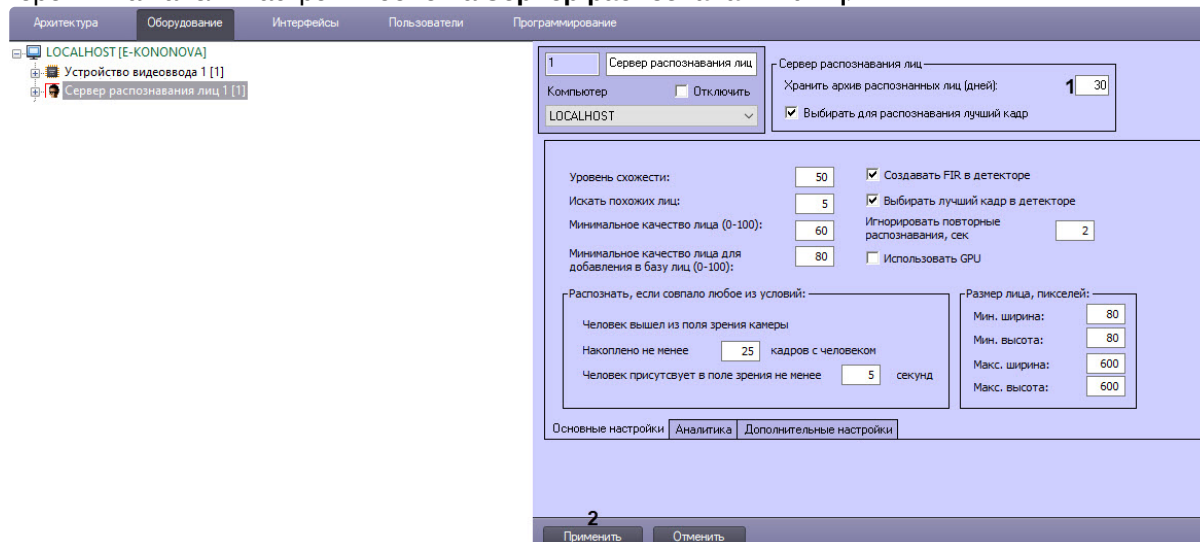 Архитектура Оборудование Интерфейсы Пользователи Программирование
LOCALHOST [E-KONONOVA]
Устройство видеоввода 1 [1]
Сервер распознавания лиц 1 [1]
1 Сервер распознавания лиц
Компьютер Отключить
LOCALHOST
Сервер распознавания лиц
Хранить архив распознанных лиц (дней): 1 30
Выбирать для распознавания лучший кадр
Уровень схожести: 50 Создавать FIR в детекторе
Искать похожих лиц: 5 Выбирать лучший кадр в детекторе
Минимальное качество лица (0-100): 60
Игнорировать повторные
распознавания, сек 2
Минимальное качество лица для
добавления в базу лиц (0-100): 80
Использовать GPU
Распознать, если совпало любое из условий:
Человек вышел из поля зрения камеры
Накоплено не менее 25 кадров с человеком
Человек присутсвует в поле зрения не менее 5 секунд
Размер лица, пикселей:
Мин. ширина: 80
Мин. высота: 80
Макс. ширина: 600
Макс. высота: 600
Основные настройки Аналитика Дополнительные настройки
2
Применить Отменить